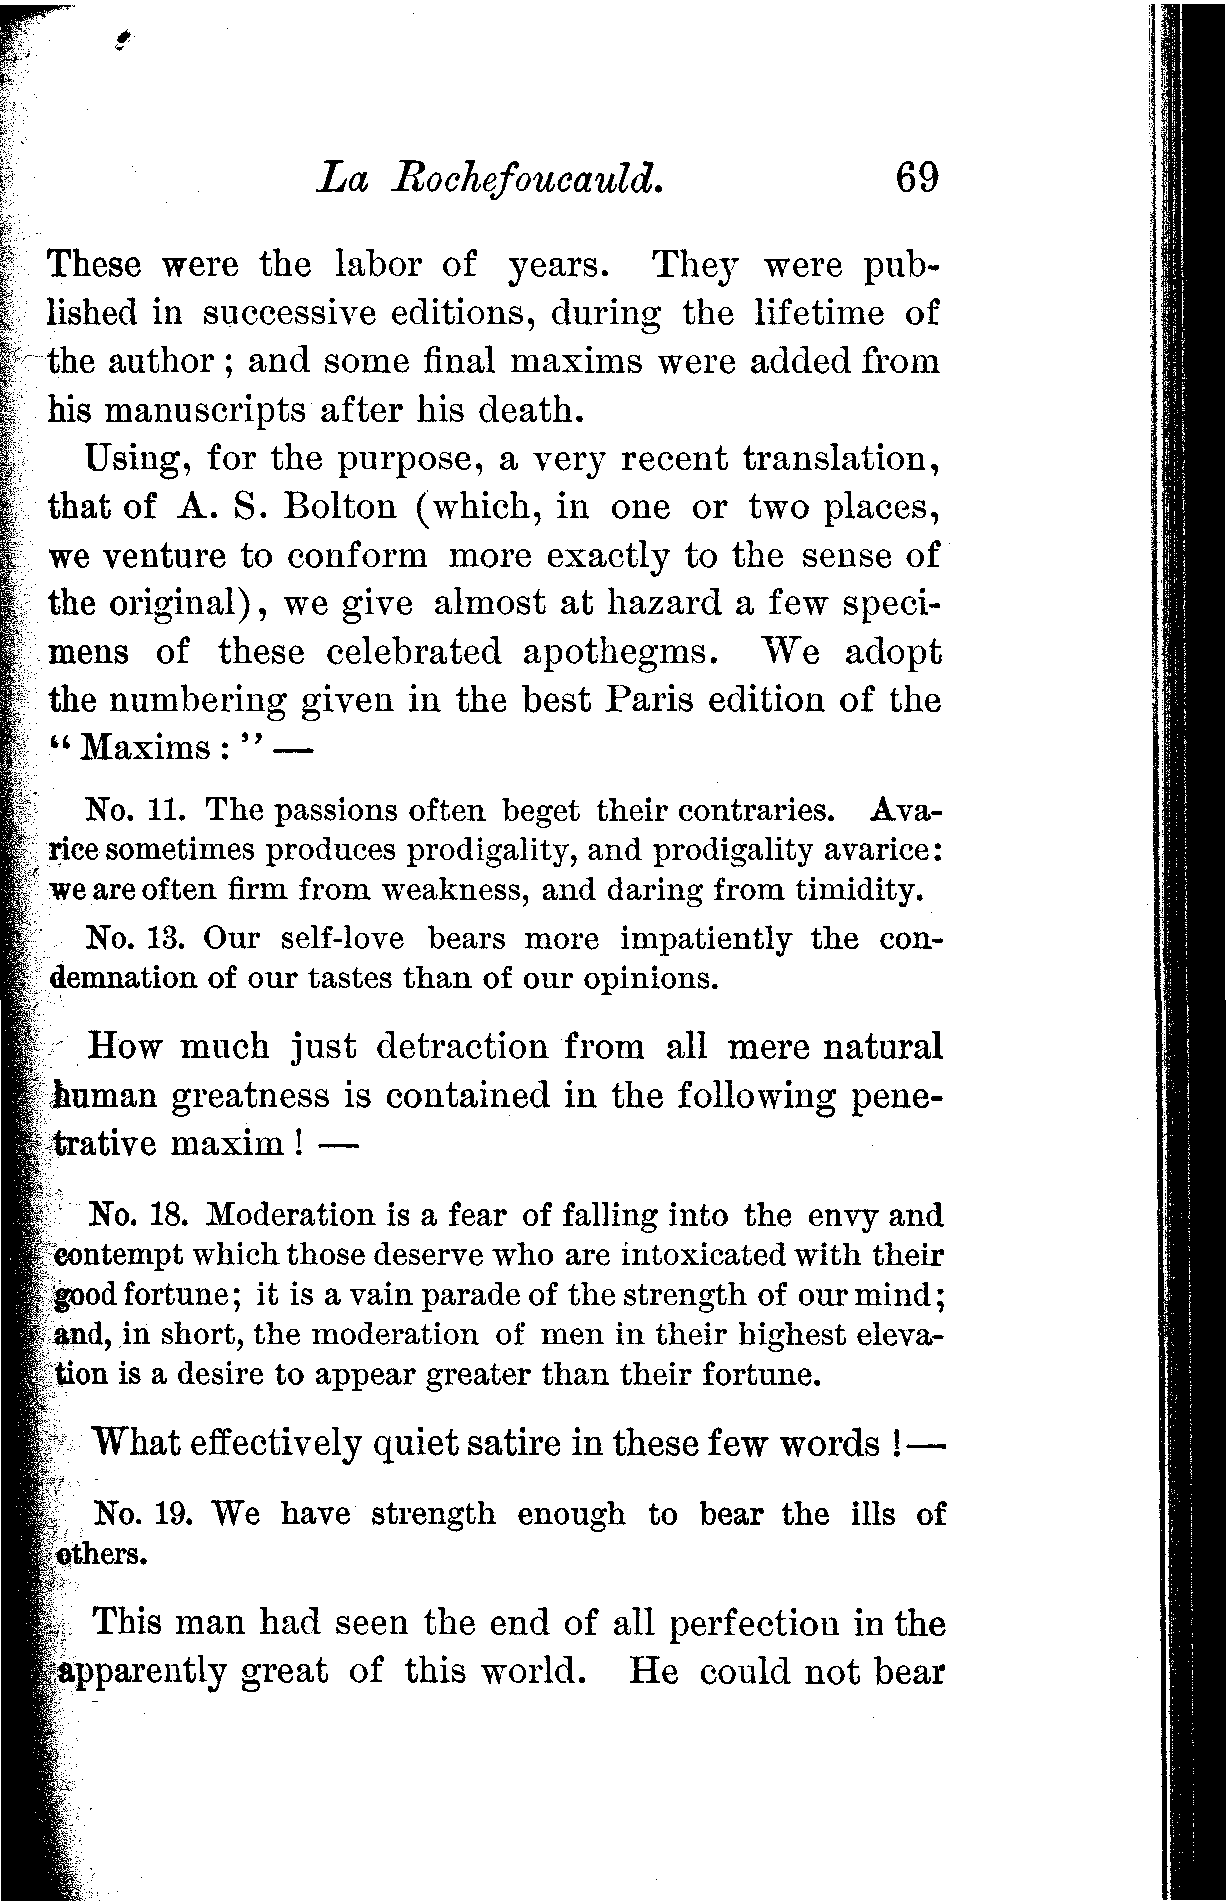 La Rochefoucauld. 69
These were the labor of years. They were pub-
lished in successive editions, during the lifetime of
the author ; and some final maxims were added from
his manuscripts after his death.
Using, for the purpose, a very recent translation,
that of A. S. Bolton (which, in one or two places,
we venture to conform more exactly to the sense of
the original), we give almost at hazard a few speci-
mens of these celebrated apothegms. We adopt
the numbering given in the best Paris edition of the
“ Maxims : ” —
No. 11. The passions often beget their contraries. Ava-
rice sometimes produces prodigality, and prodigality avarice:
we are often firm from weakness, and daring from timidity.
No. 13. Our self-love bears more impatiently the con-
demnation of our tastes than of our opinions.
How much just detraction from all mere natural
human greatness is contained in the following pene-
trative maxim ! —
No. 18. Moderation is a fear of falling into the envy and
contempt which those deserve who are intoxicated with their
good fortune; it is a vain parade of the strength of our mind;
and, in short, the moderation of men in their highest eleva-
tion is a desire to appear greater than their fortune.
What effectively quiet satire in these few words ! —
No. 19. We have strength enough to bear the ills of
others.
This man had seen the end of all perfection in the
apparently great of this world. He could not bear